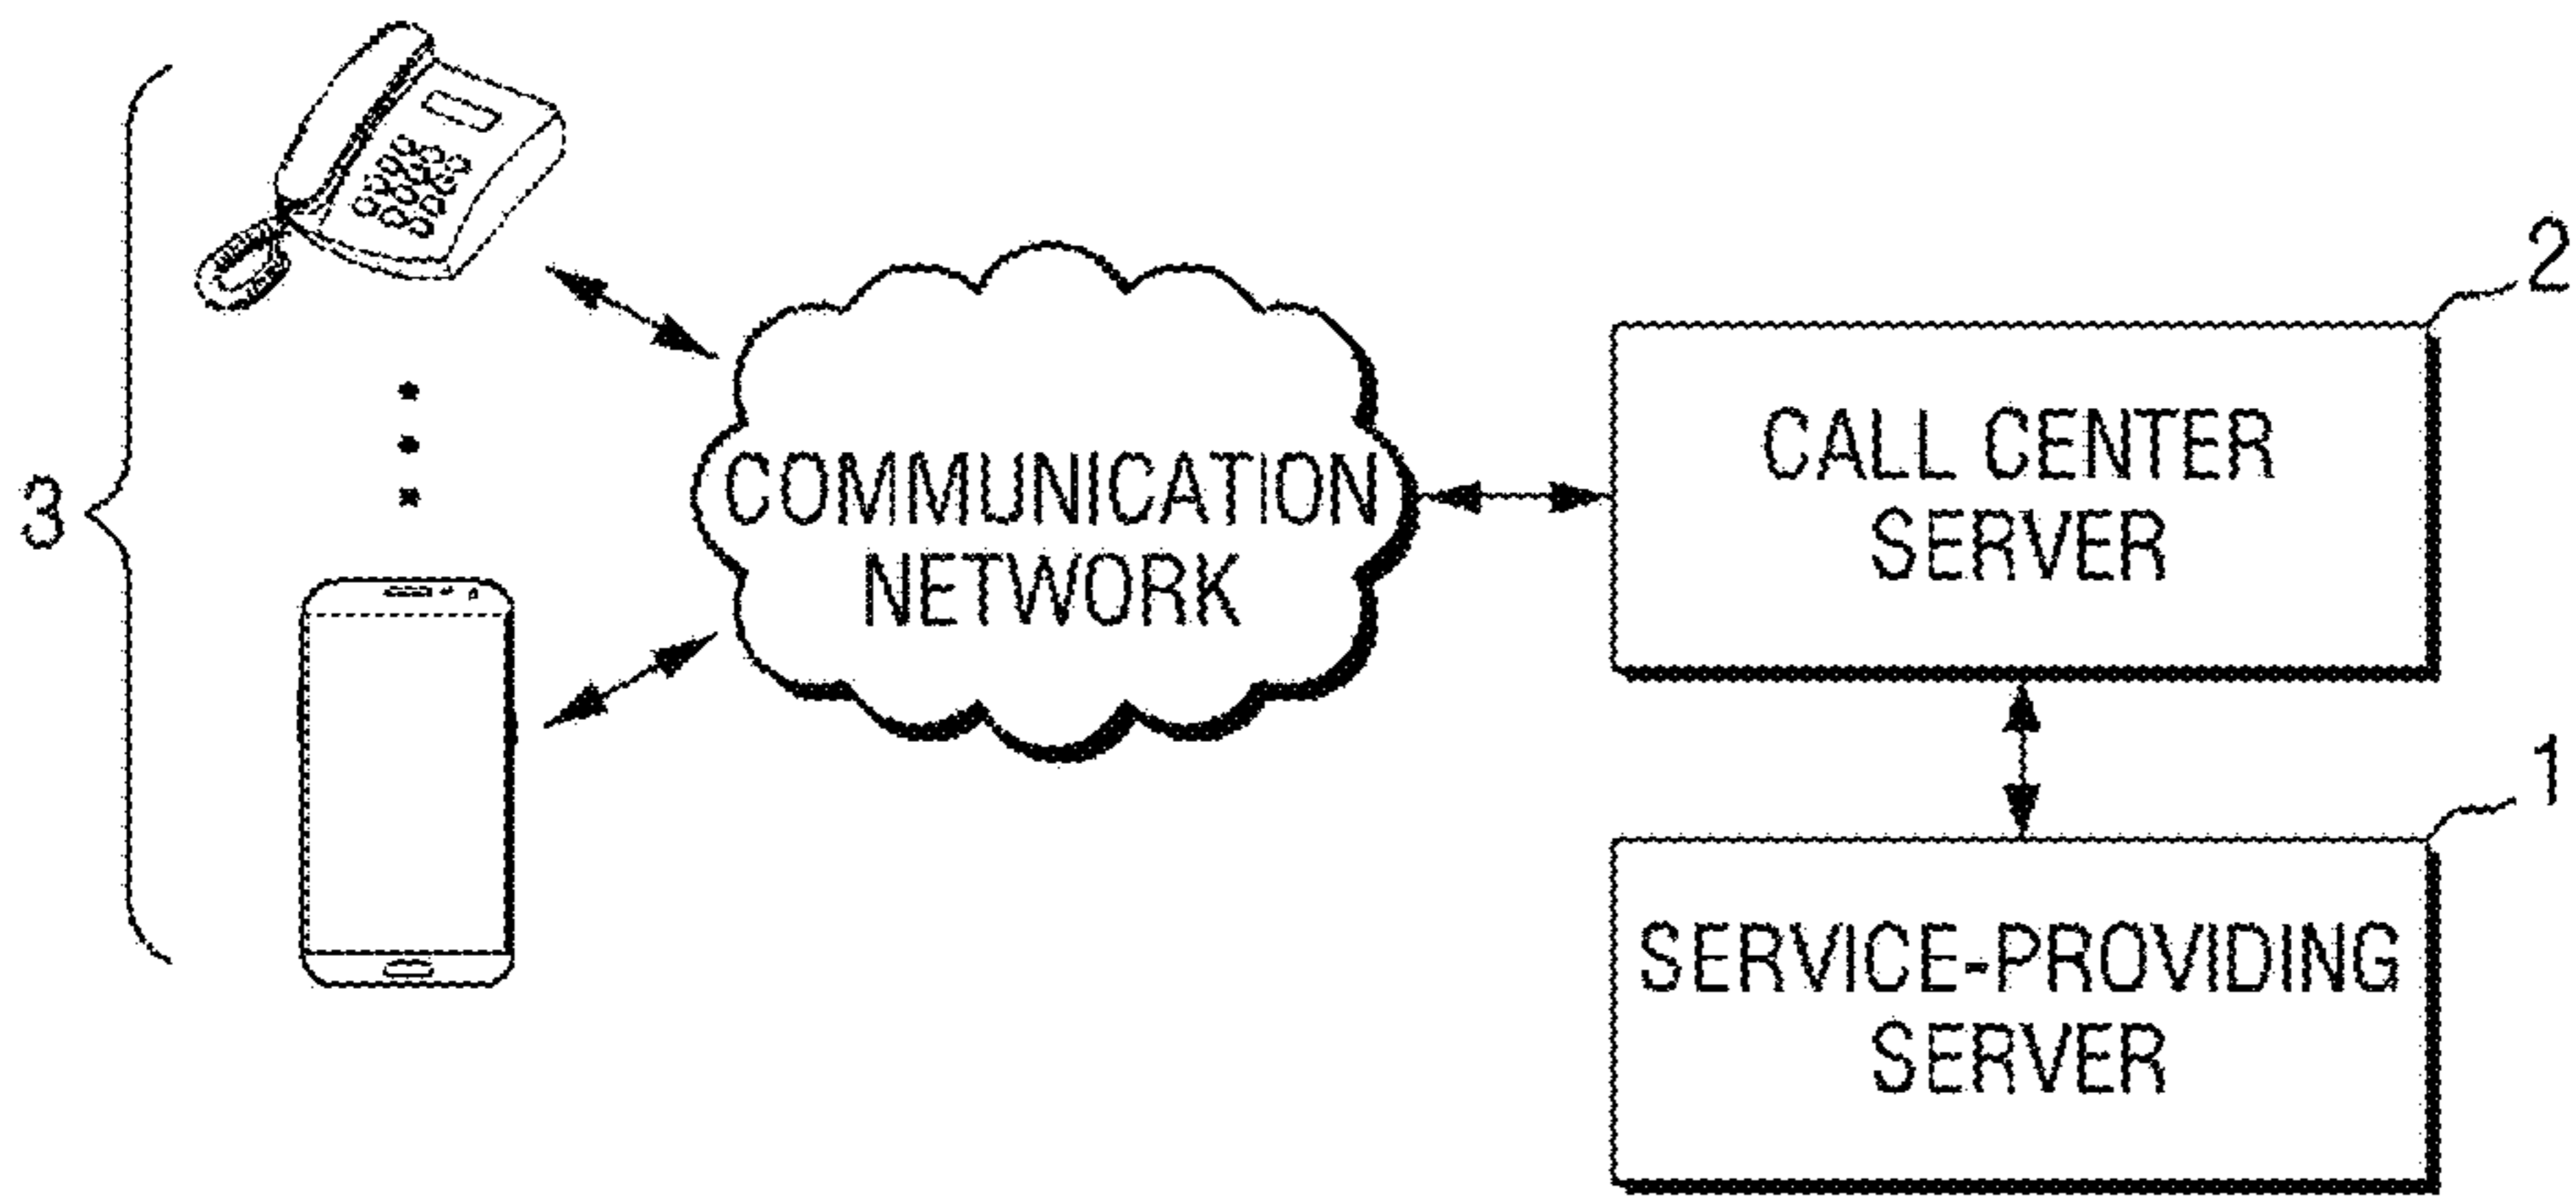 3
COMMUNICATION
NETWORK
2
CALL CENTER
SERVER
1
SERVICE-PROVIDING
SERVER